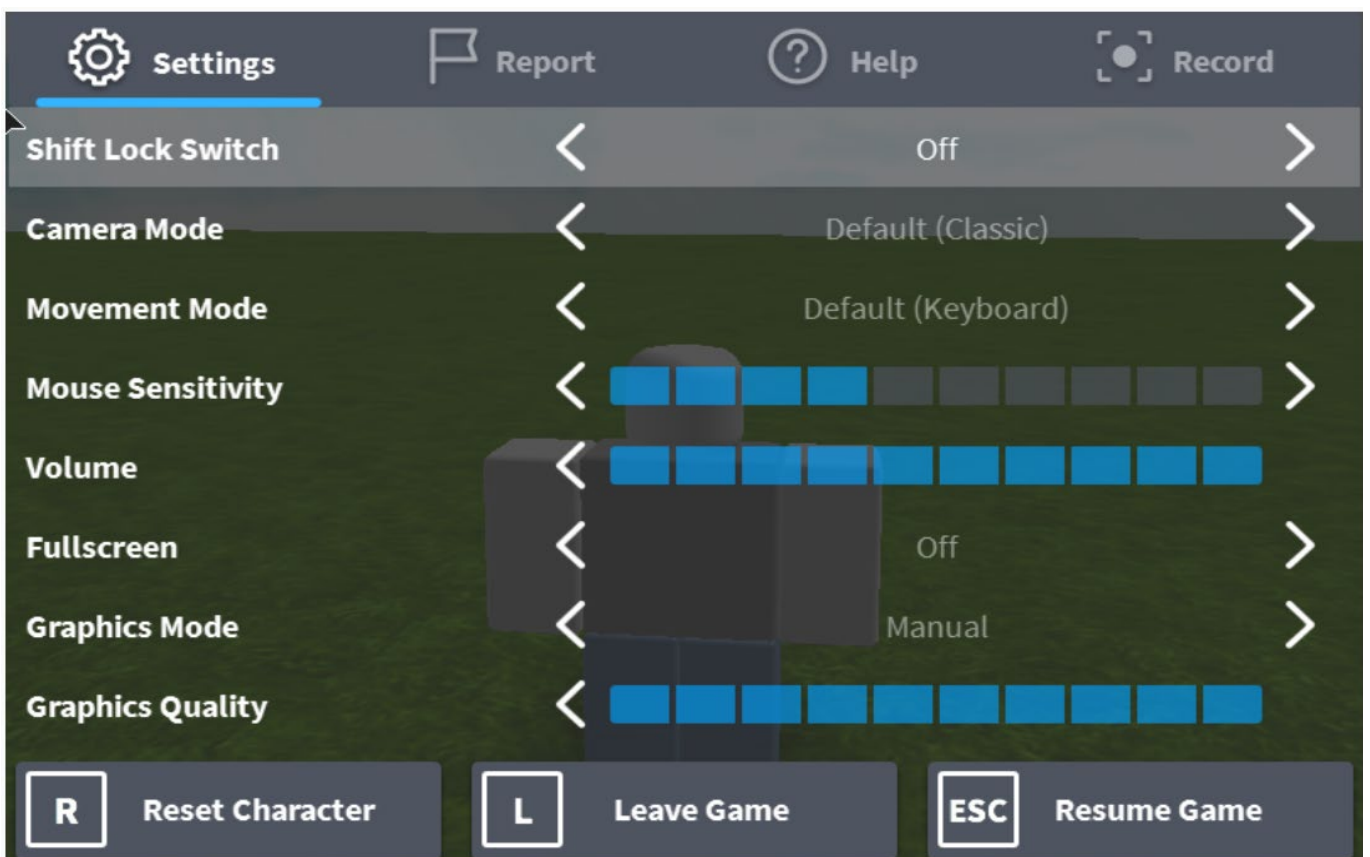 Settings Report Help Record
Shift Lock Switch Off
Camera Mode Default (Classic)
Movement Mode Default (Keyboard)
Mouse Sensitivity
Volume
Fullscreen Off
Graphics Mode Manual
Graphics Quality
R Reset Character L Leave Game ESC Resume Game